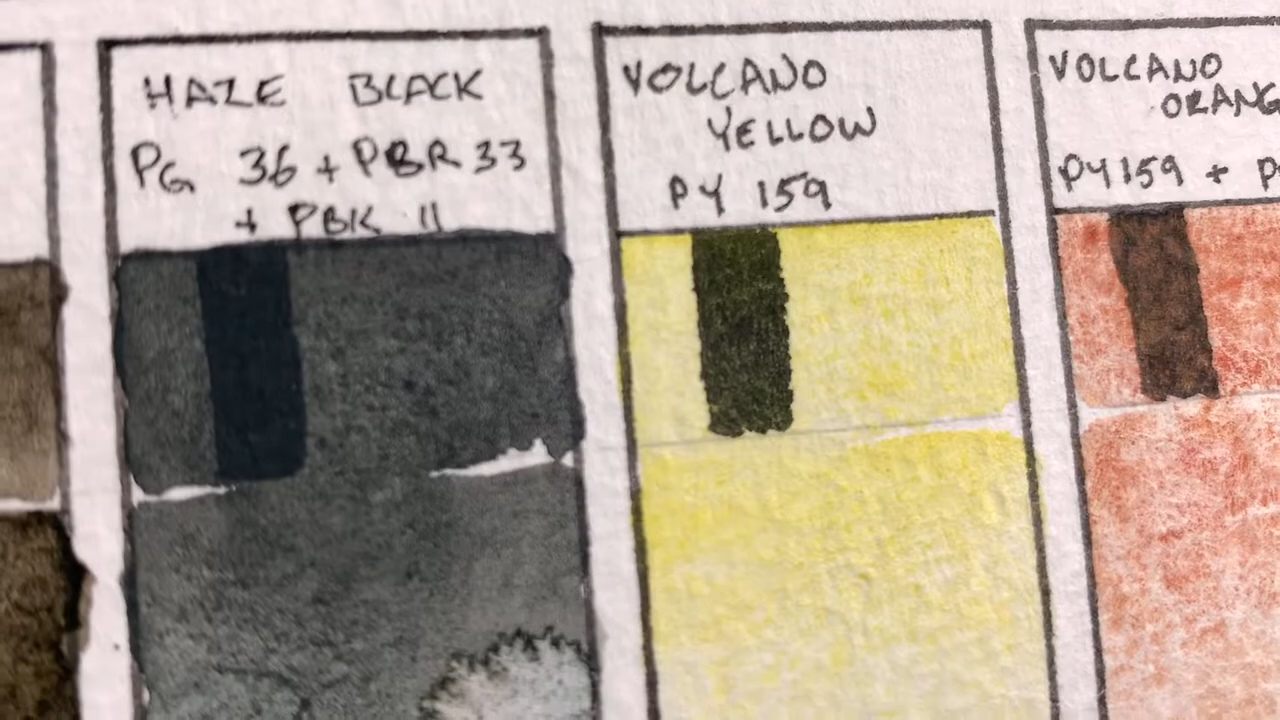 HAZE BLACK
PG 36 + PBR 33
+ PBK 11
VOLCANO
YELLOW
PY 159
VOLCANO
ORANG
PY159 + P